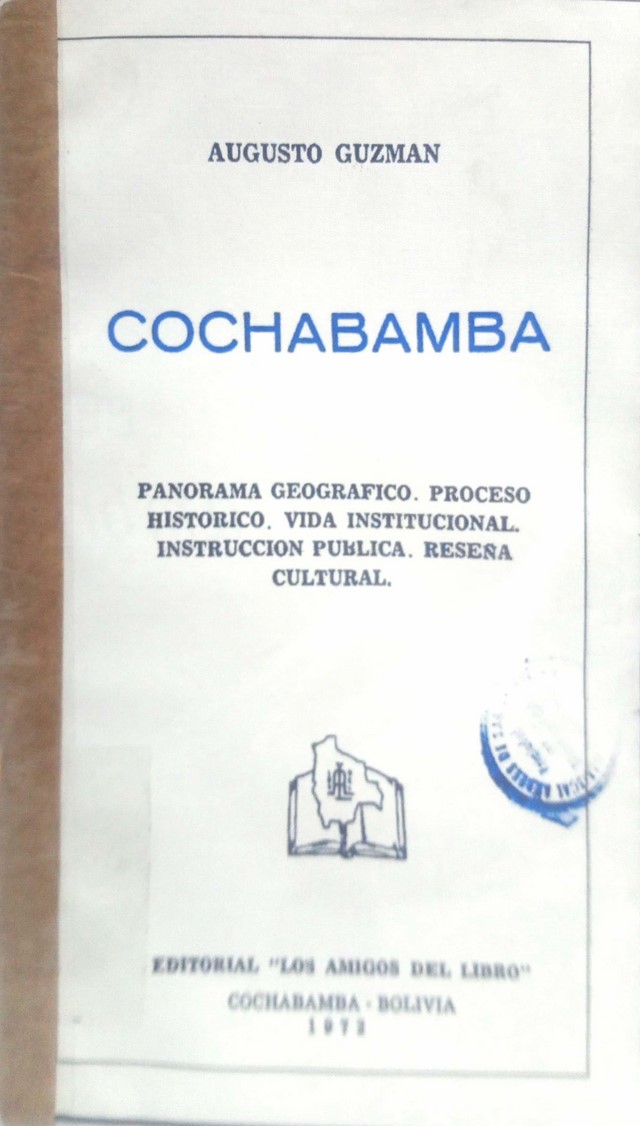 AUGUSTO GUZMAN
COCHABAMBA
PANORAMA GEOGRAFICO. PROCESO
HISTORICO. VIDA INSTITUCIONAL.
INSTRUCCION PUBLICA. RESEÑA
CULTURAL.
EDITORIAL "LOS AMIGOS DEL LIBRO"
COCHABAMBA - BOLIVIA